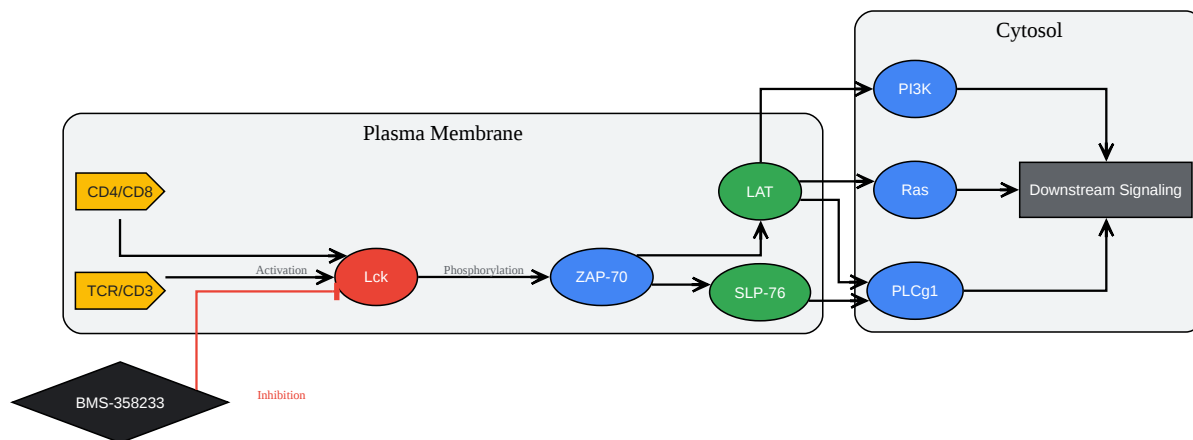 Cytosol
PI3K
Plasma Membrane
CD4/CD8
LAT
Ras
Downstream Signaling
Activation
Lck
Phosphorylation
ZAP-70
TCR/CD3
SLP-76
PLCg1
BMS-358233
Inhibition